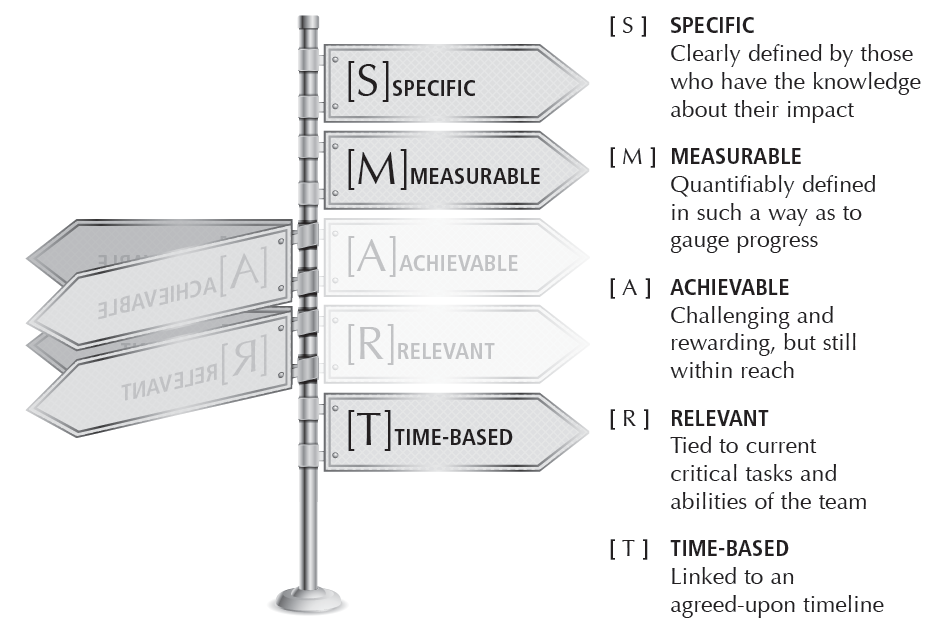 [S] SPECIFIC
[M] MEASURABLE
[A] ACHIEVABLE
[R] RELEVANT
[T] TIME-BASED
[A] ACHIEVABLE
[R] RELEVANT
[ S ] SPECIFIC
Clearly defined by those
who have the knowledge
about their impact
[ M ] MEASURABLE
Quantifiably defined
in such a way as to
gauge progress
[ A ] ACHIEVABLE
Challenging and
rewarding, but still
within reach
[ R ] RELEVANT
Tied to current
critical tasks and
abilities of the team
[ T ] TIME-BASED
Linked to an
agreed-upon timeline